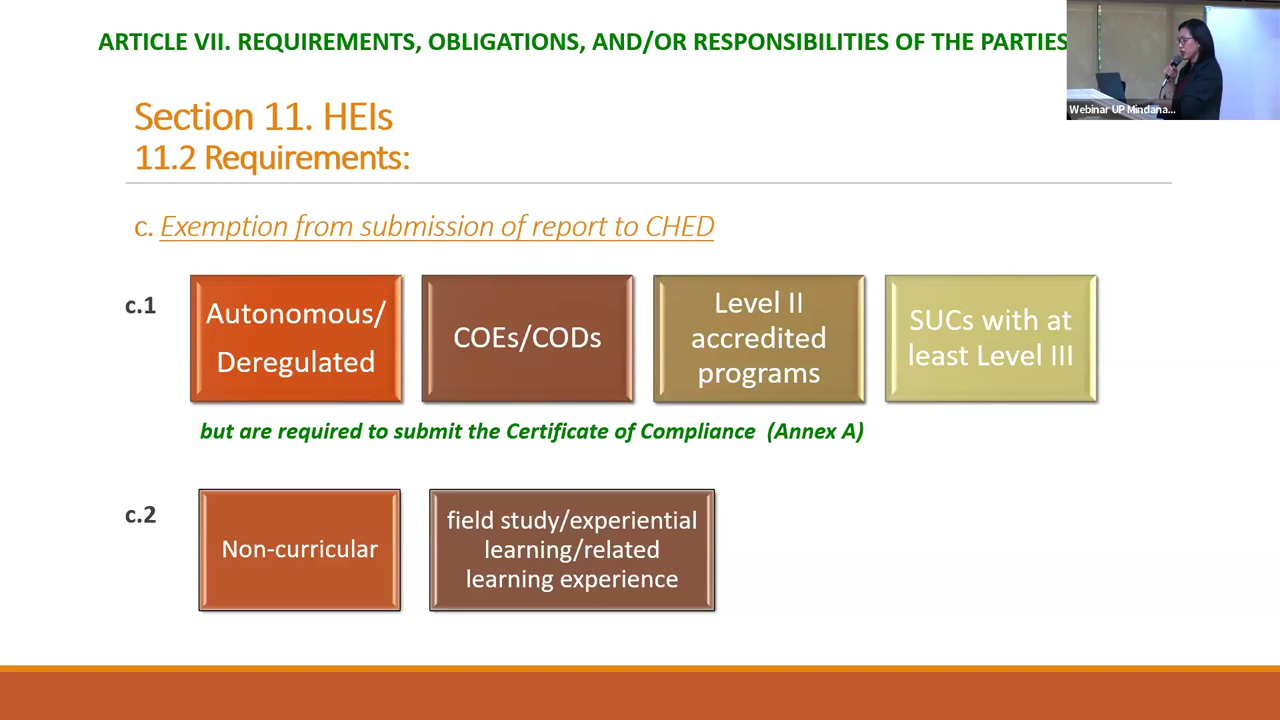 ARTICLE VII. REQUIREMENTS, OBLIGATIONS, AND/OR RESPONSIBILITIES OF THE PARTIES
Webinar UP Mindana...
Section 11. HEIs
11.2 Requirements:
c. Exemption from submission of report to CHED
c.1
Autonomous/
Deregulated
COEs/CODs
Level II
accredited
programs
SUCs with at
least Level III
but are required to submit the Certificate of Compliance (Annex A)
c.2
Non-curricular
field study/experiential
learning/related
learning experience